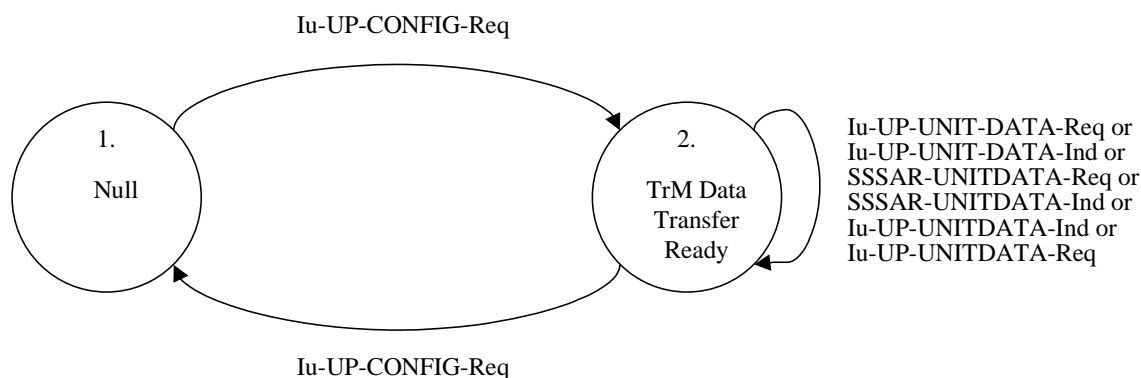 Iu-UP-CONFIG-Req
1.
Null
2.
TrM Data
Transfer
Ready
Iu-UP-UNIT-DATA-Req or
Iu-UP-UNIT-DATA-Ind or
SSSAR-UNITDATA-Req or
SSSAR-UNITDATA-Ind or
Iu-UP-UNITDATA-Ind or
Iu-UP-UNITDATA-Req
Iu-UP-CONFIG-Req